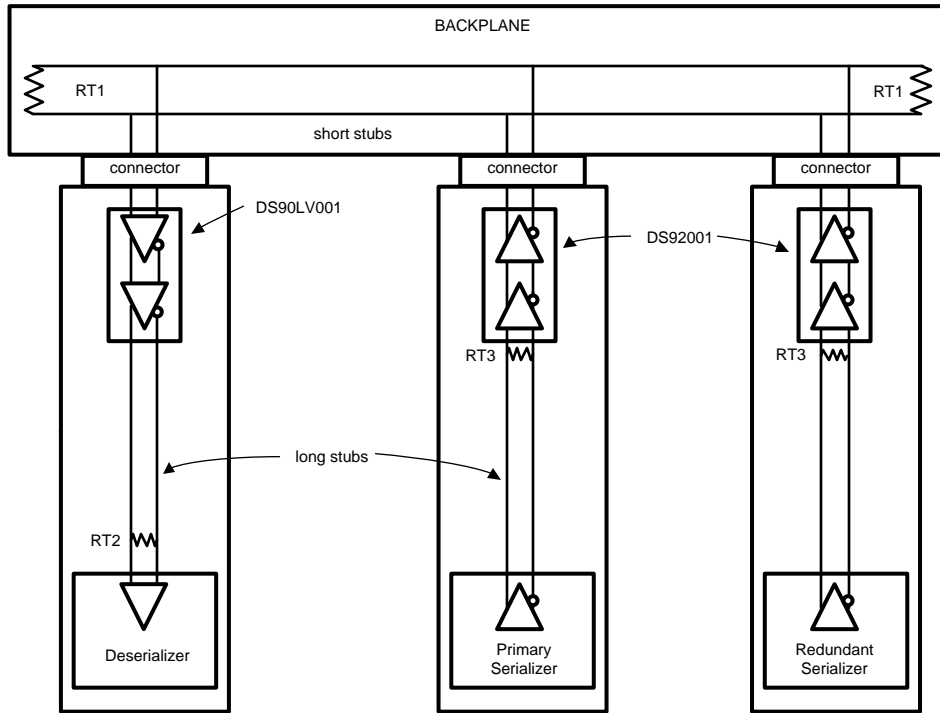 BACKPLANE
RT1
RT1
short stubs
connector
connector
connector
DS90LV001
DS92001
RT3
RT3
long stubs
RT2
Deserializer
Primary
Serializer
Redundant
Serializer